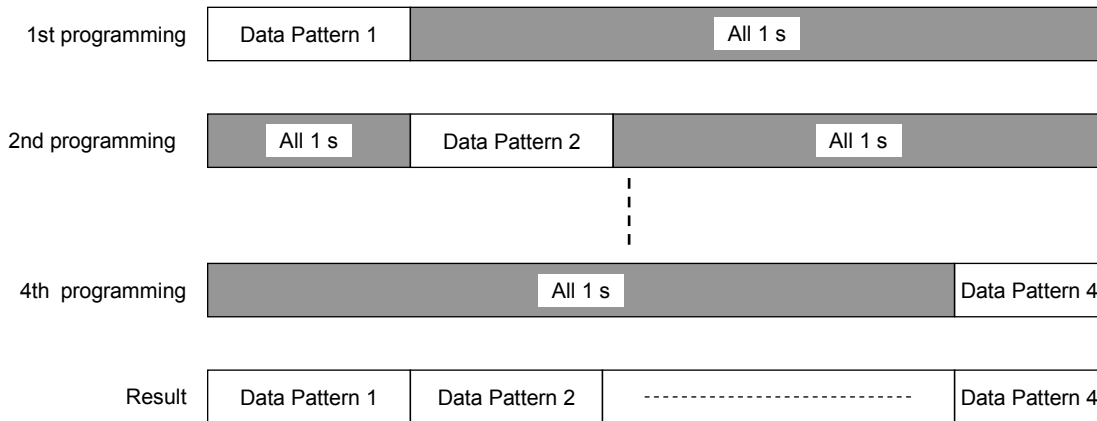 1st programming Data Pattern 1 All 1 s
2nd programming All 1 s Data Pattern 2 All 1 s
4th programming All 1 s Data Pattern 4
Result Data Pattern 1 Data Pattern 2 Data Pattern 4